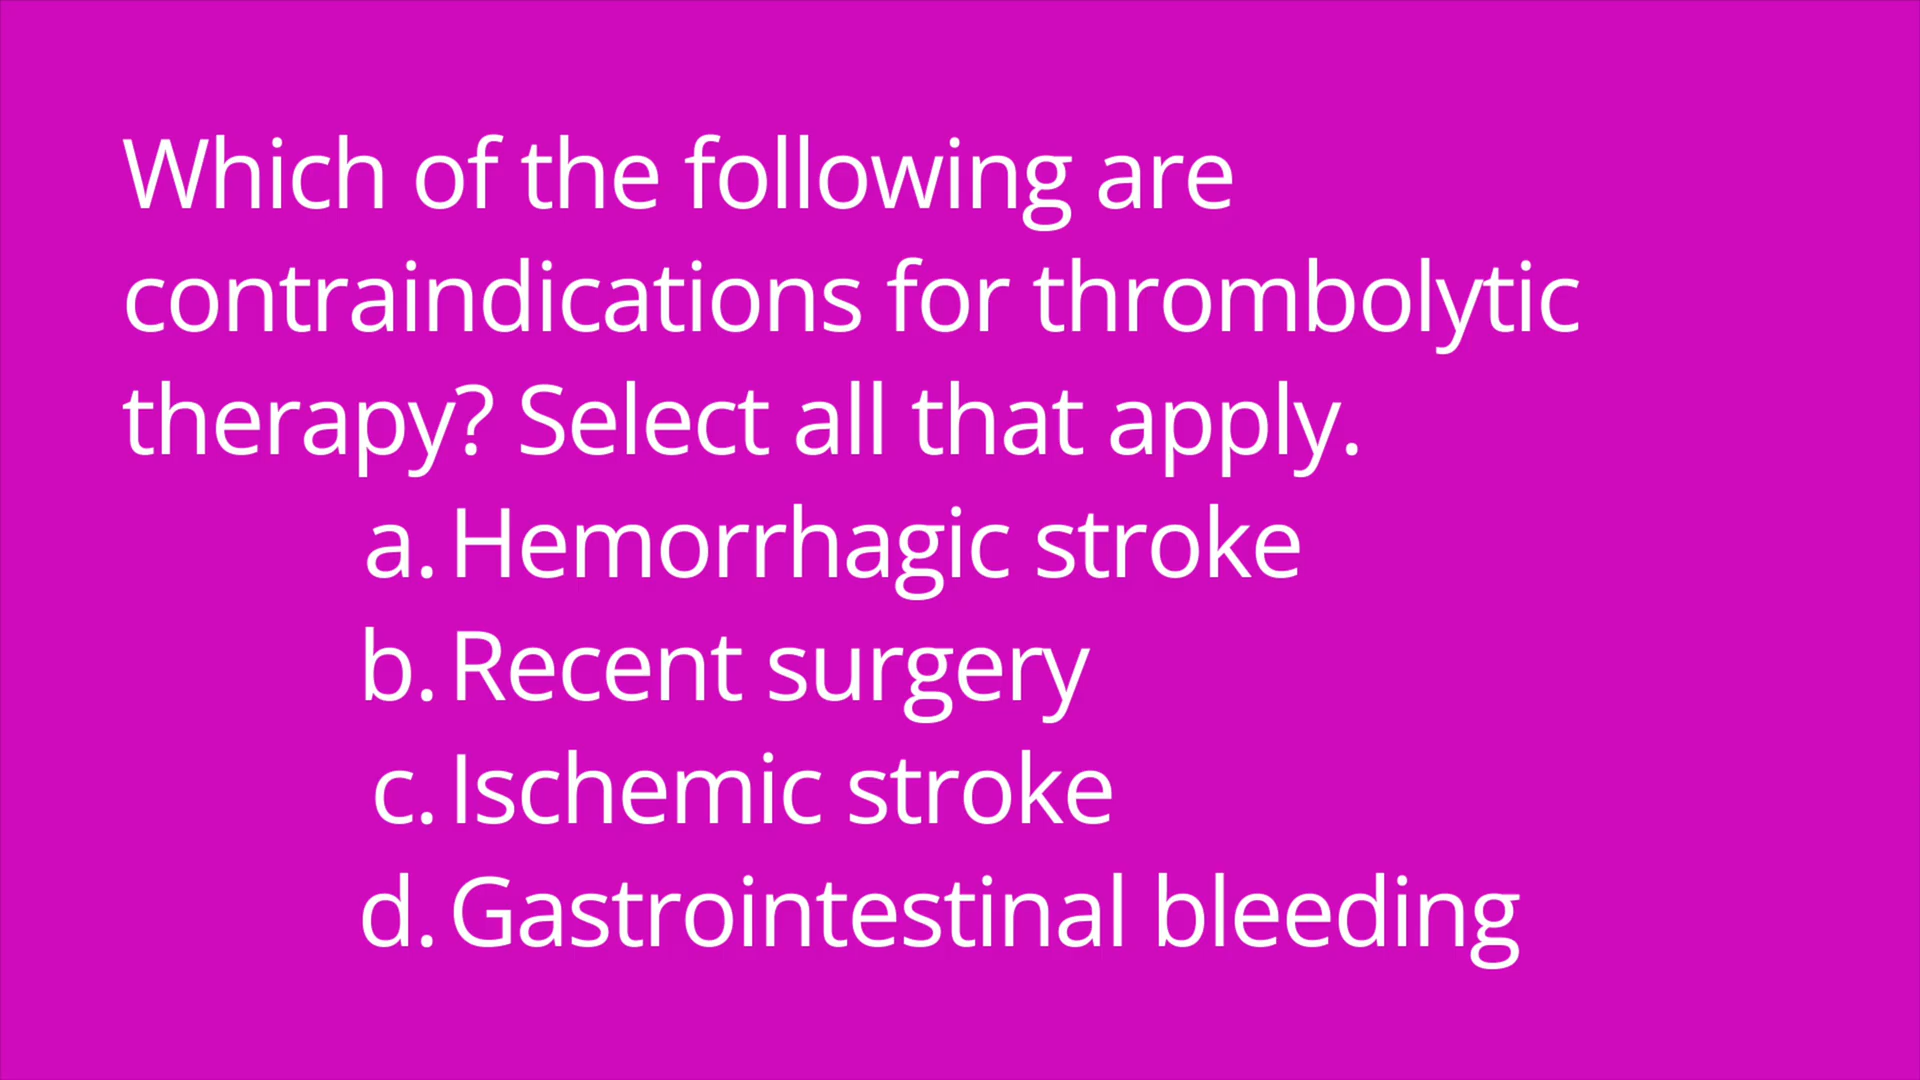 Which of the following are
contraindications for thrombolytic
therapy? Select all that apply.
a. Hemorrhagic stroke
b. Recent surgery
c. Ischemic stroke
d. Gastrointestinal bleeding